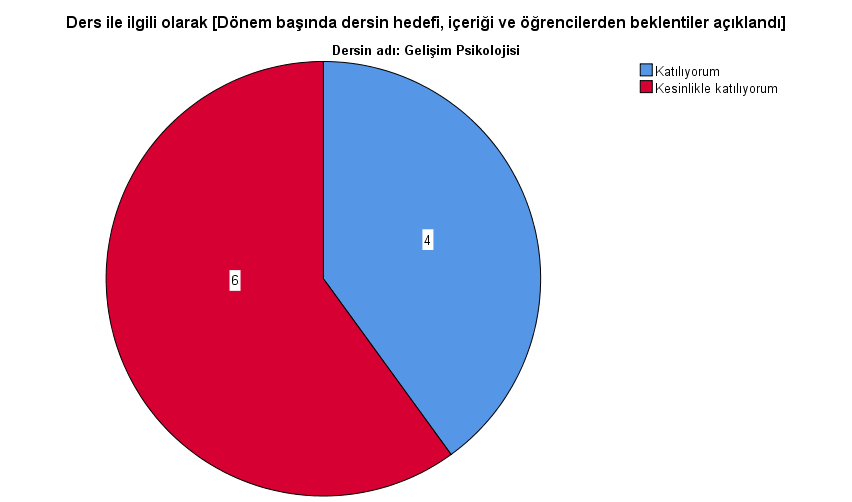 Ders ile ilgili olarak [Dönem başında dersin hedefi, içeriği ve öğrencilerden beklentiler açıklandı]
Dersin adı: Gelişim Psikolojisi
Katılıyorum
Kesinlikle katılıyorum
4
6